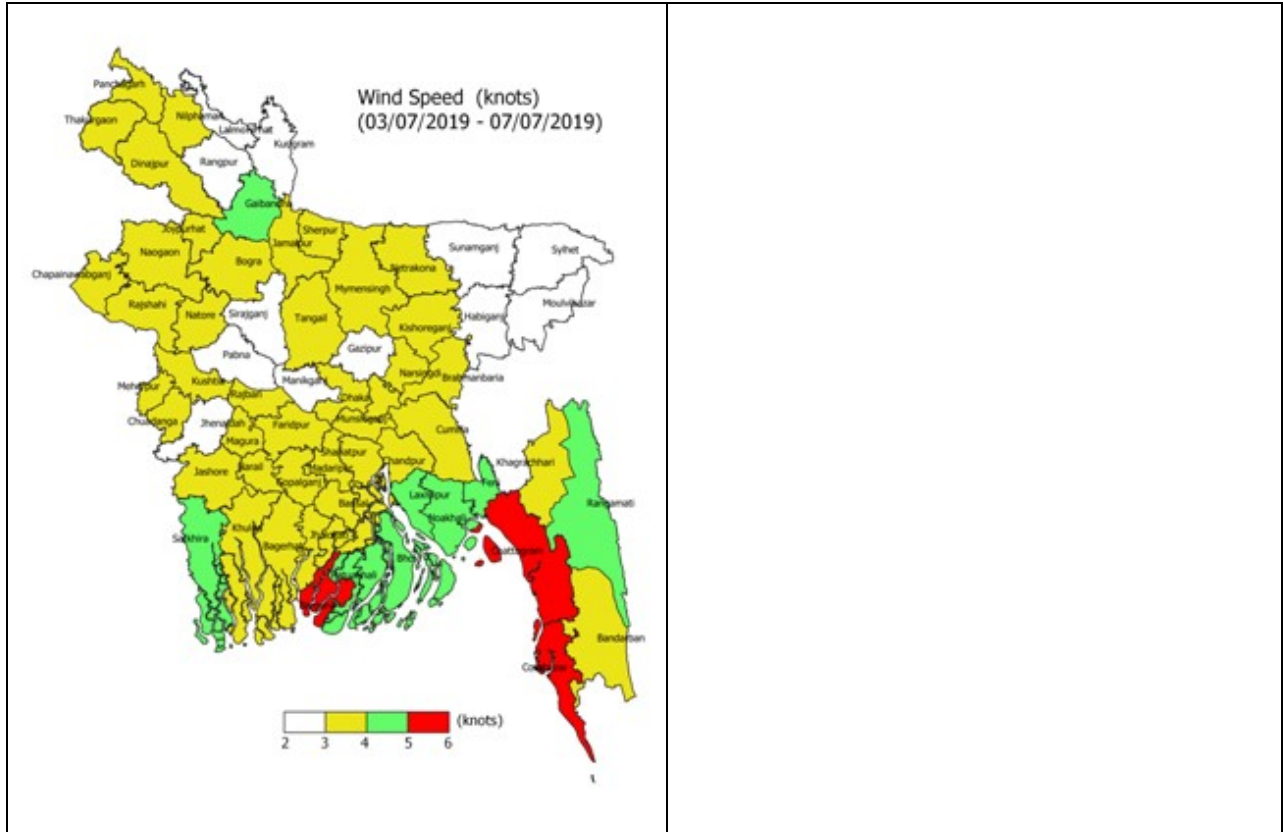 Wind Speed (knots)
(03/07/2019 - 07/07/2019)
Panchagarh
Thakurgaon
Nilphamari
Lalmonirhat
Kurigram
Dinajpur
Rangpur
Gaibandha
Joypurhat
Sherpur
Jamalpur
Naogaon
Bogra
Netrakona
Sunamganj
Sylhet
Chapainawabganj
Mymensingh
Rajshahi
Natore
Sirajganj
Tangail
Kishoreganj
Habiganj
Moulvibazar
Pabna
Gazipur
Meherpur
Kushtia
Manikganj
Narsingdi
Brahmanbaria
Rajbari
Dhaka
Chuadanga
Jhenaidah
Faridpur
Munshiganj
Magura
Cumilla
Shariatpur
Jashore
Narail
Madaripur
Chandpur
Khagrachhari
Gopalganj
Feni
Laxmipur
Rangamati
Barisal
Noakhali
Satkhira
Khulna
Bagerhat
Jhalokati
Chattogram
Bhola
Bandarban
(knots)
2 3 4 5 6